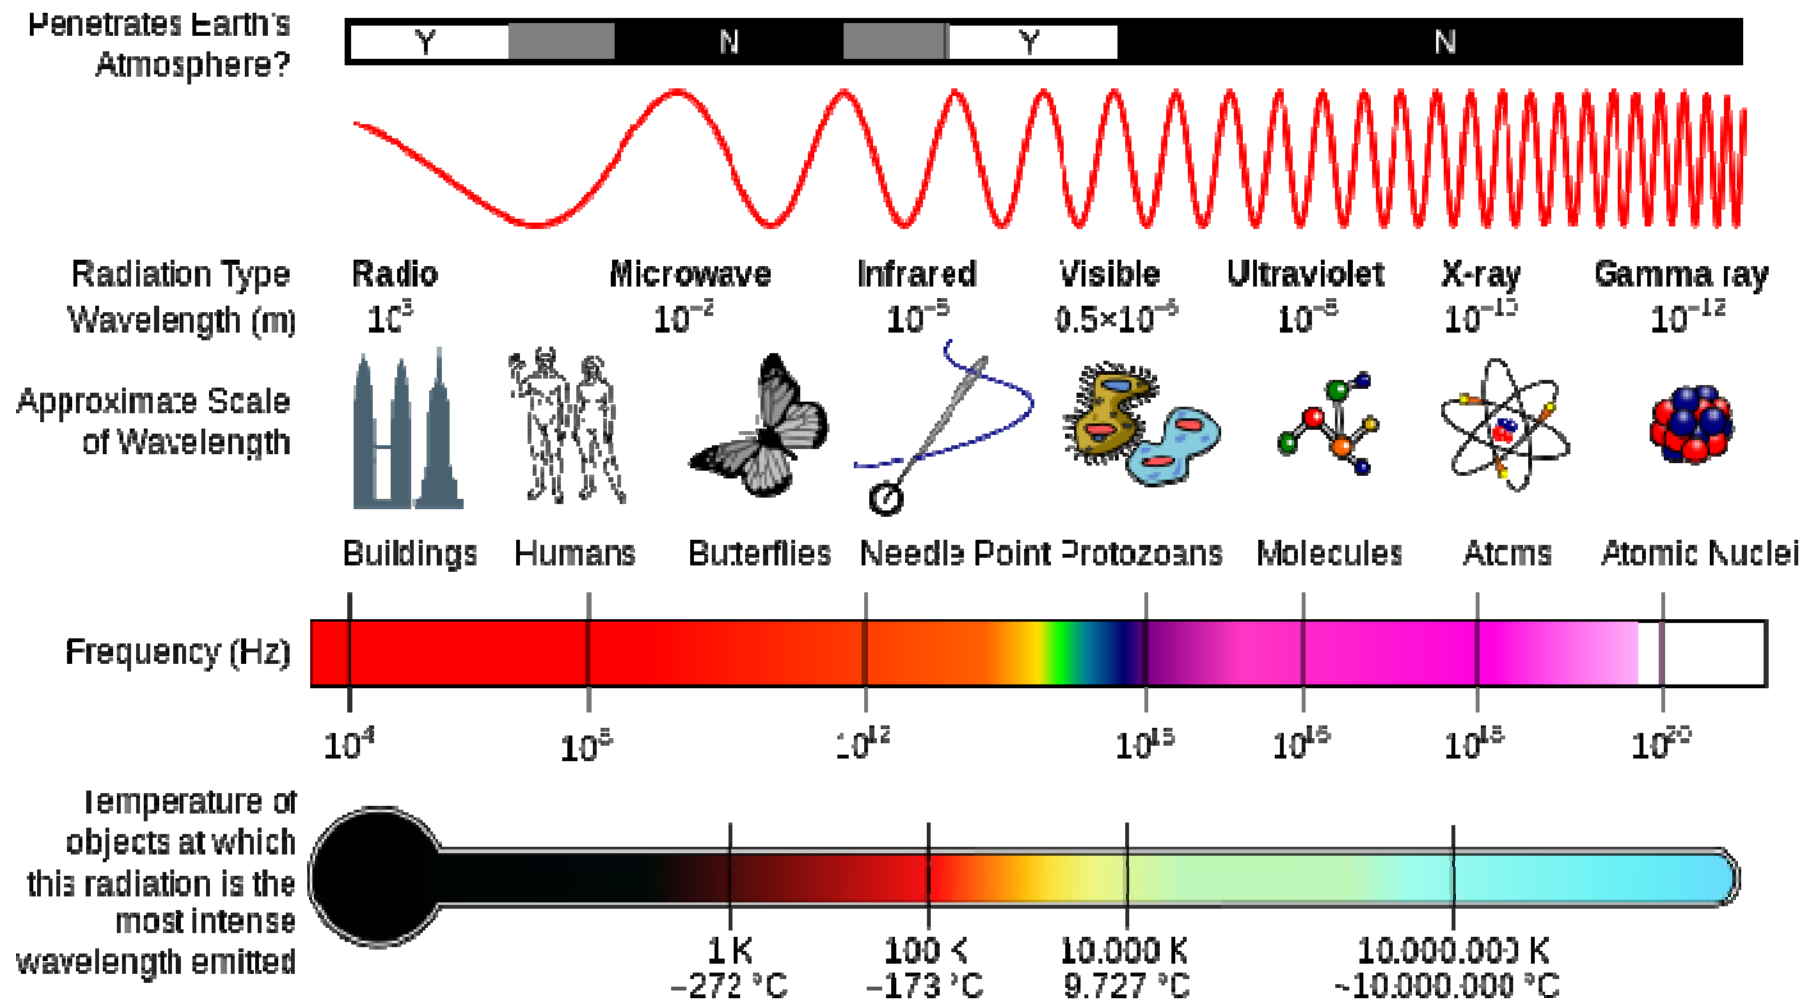 Penetrates Earth's
Atmosphere?
Y N Y N
Radiation Type
Radio Microwave Infrared Visible Ultraviolet X-ray Gamma ray
Wavelength (m)
10³ 10⁻² 10⁻⁵ 0.5×10⁻⁶ 10⁻⁸ 10⁻¹⁰ 10⁻¹²
Approximate Scale
of Wavelength
Buildings Humans Butterflies Needle Point Protozoans Molecules Atoms Atomic Nuclei
Frequency (Hz)
10⁴ 10⁸ 10¹² 10¹⁵ 10¹⁶ 10¹⁸ 10²⁰
Temperature of
objects at which
this radiation is the
most intense
wavelength emitted
1 K 100 K 10.000 K 10.000.000 K
−272 °C −173 °C 9.727 °C ~10.000.000 °C